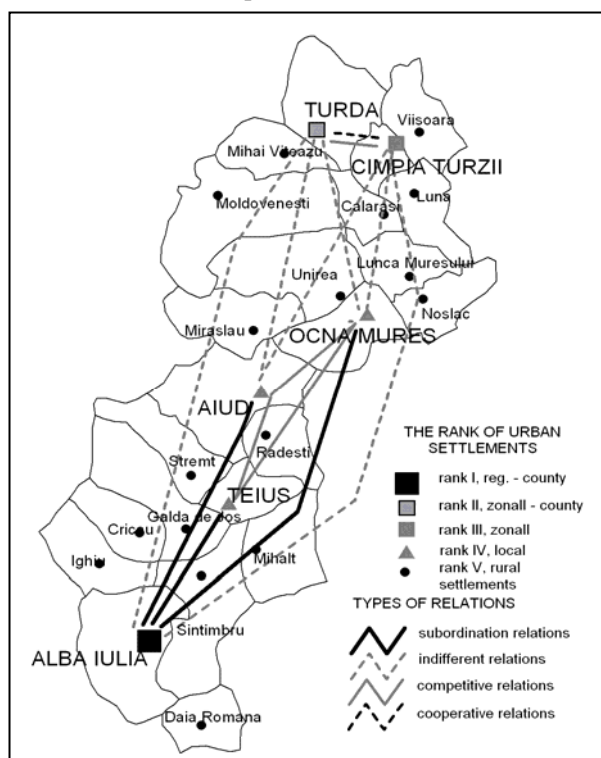 TURDA
Viisoara
Mihai Viteazu
CIMPIA TURZII
Moldovenesti
Luna
Calarasi
Lunca Muresului
Unirea
Noslac
Miraslau
OCNA MURES
AIUD
Radesti
Stremt
TEIUS
Galda de Jos
Cricau
Ighiu
Mihalt
Sintimbru
ALBA IULIA
Daia Romana
THE RANK OF URBAN
SETTLEMENTS
rank I, reg. - county
rank II, zonall - county
rank III, zonall
rank IV, local
rank V, rural
settlements
TYPES OF RELATIONS
subordination relations
indifferent relations
competitive relations
cooperative relations